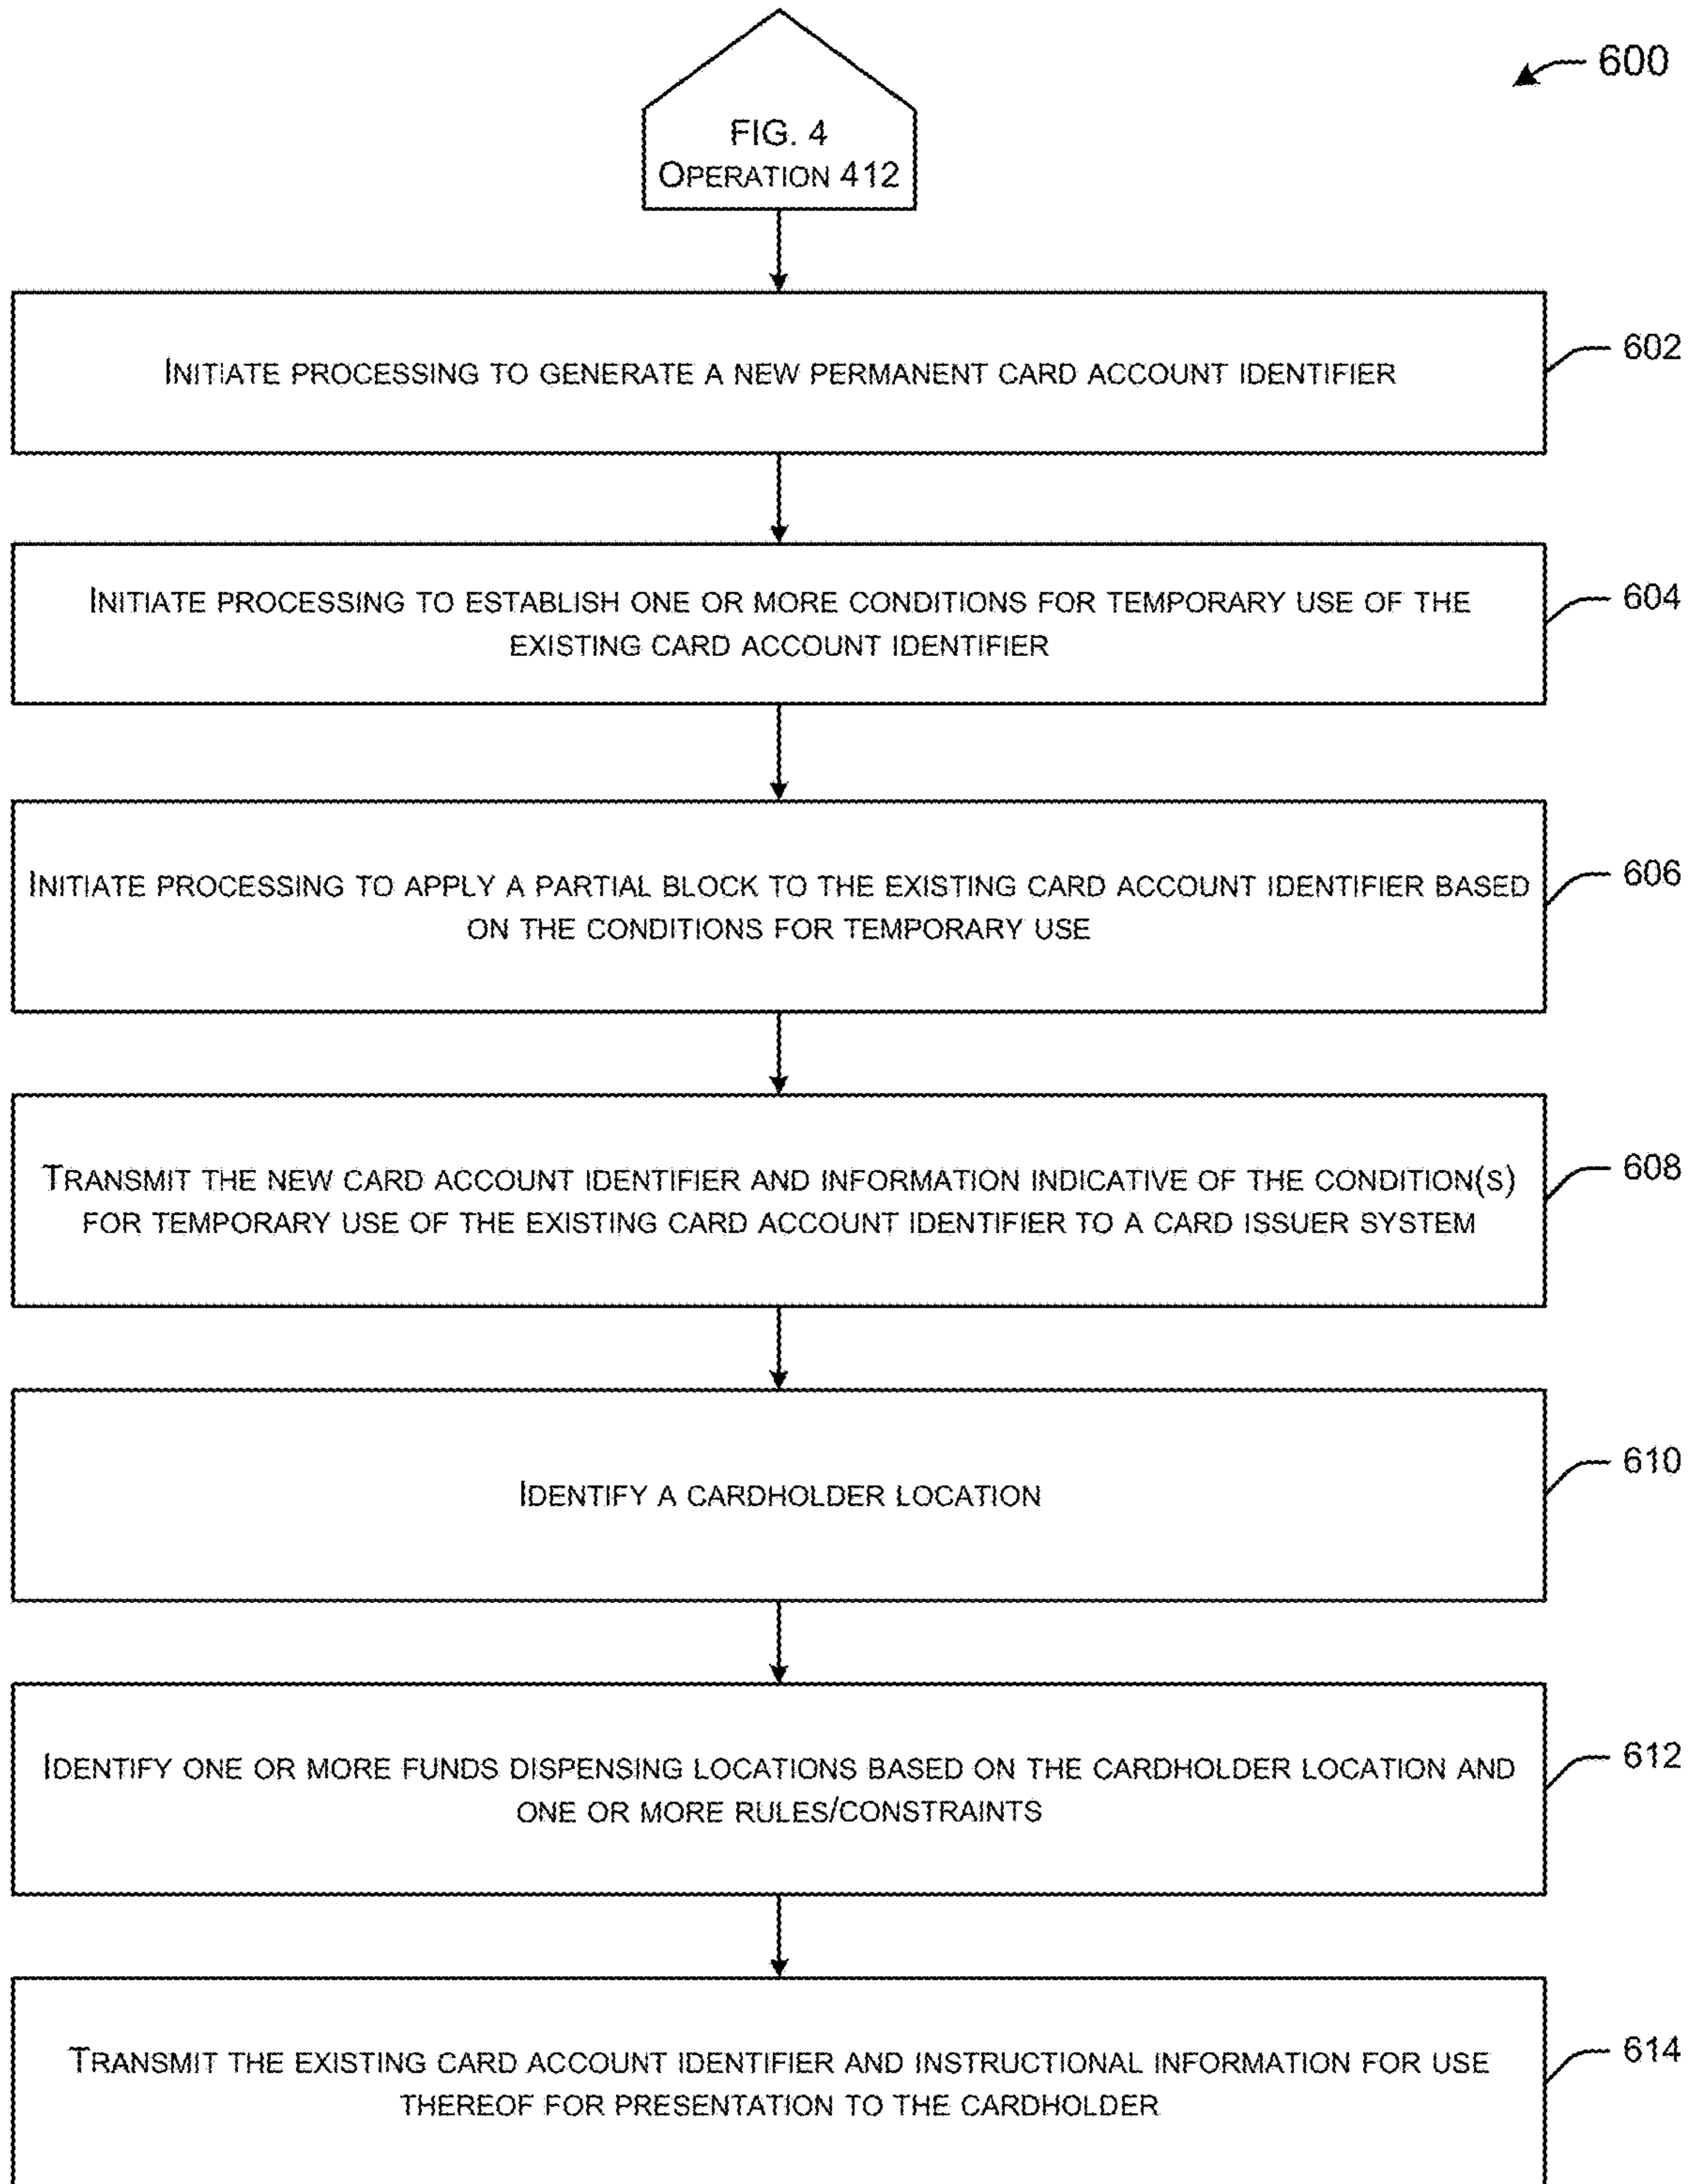 600
FIG. 4
OPERATION 412
INITIATE PROCESSING TO GENERATE A NEW PERMANENT CARD ACCOUNT IDENTIFIER
602
INITIATE PROCESSING TO ESTABLISH ONE OR MORE CONDITIONS FOR TEMPORARY USE OF THE
EXISTING CARD ACCOUNT IDENTIFIER
604
INITIATE PROCESSING TO APPLY A PARTIAL BLOCK TO THE EXISTING CARD ACCOUNT IDENTIFIER BASED
ON THE CONDITIONS FOR TEMPORARY USE
606
TRANSMIT THE NEW CARD ACCOUNT IDENTIFIER AND INFORMATION INDICATIVE OF THE CONDITION(S)
FOR TEMPORARY USE OF THE EXISTING CARD ACCOUNT IDENTIFIER TO A CARD ISSUER SYSTEM
608
IDENTIFY A CARDHOLDER LOCATION
610
IDENTIFY ONE OR MORE FUNDS DISPENSING LOCATIONS BASED ON THE CARDHOLDER LOCATION AND
ONE OR MORE RULES/CONSTRAINTS
612
TRANSMIT THE EXISTING CARD ACCOUNT IDENTIFIER AND INSTRUCTIONAL INFORMATION FOR USE
THEREOF FOR PRESENTATION TO THE CARDHOLDER
614